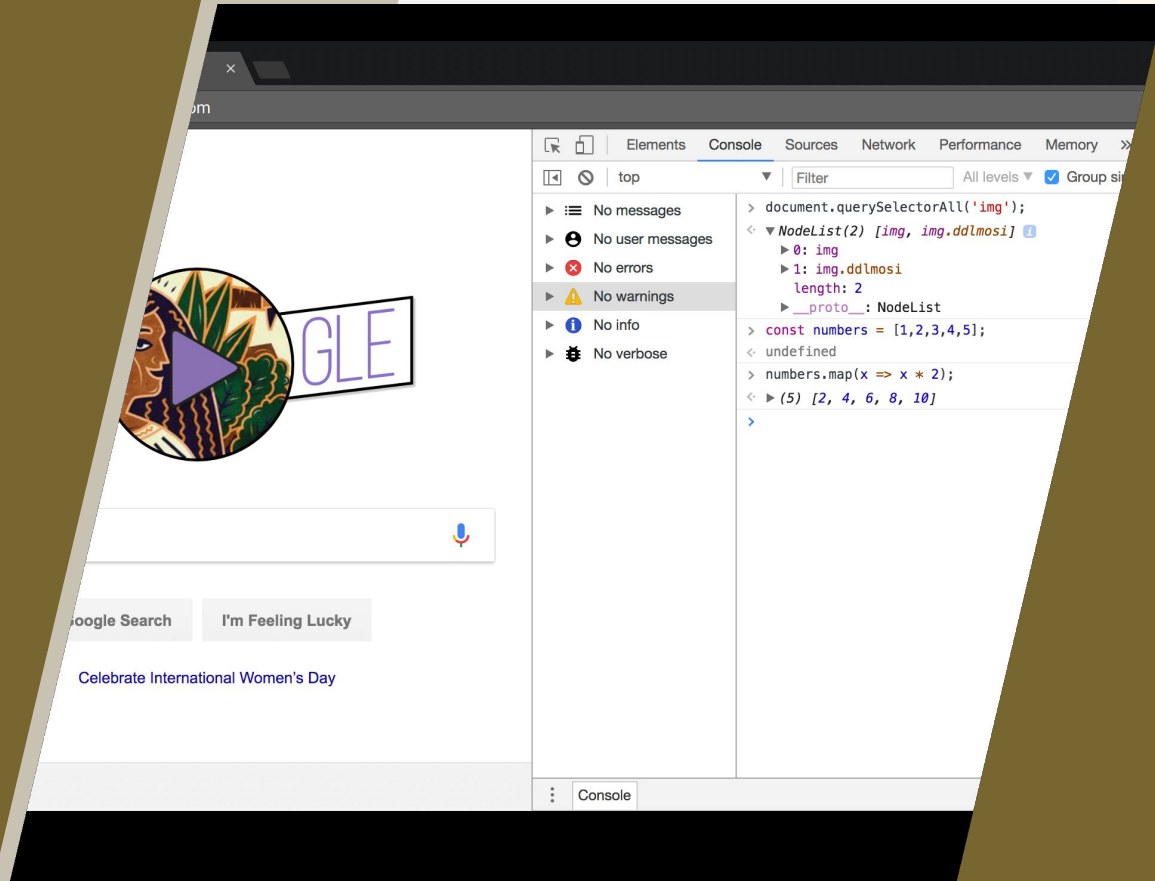 GLE
I'm Feeling Lucky
Search
Celebrate International Women's Day
Elements Console Sources Network Performance Memory »
top Filter All levels Group
No messages
No user messages
No errors
No warnings
No info
No verbose
> document.querySelectorAll('img');
NodeList(2) [img, img.ddlmosi]
0: img
1: img.ddlmosi
length: 2
__proto__: NodeList
> const numbers = [1,2,3,4,5];
undefined
> numbers.map(x => x * 2);
(5) [2, 4, 6, 8, 10]
>
Console